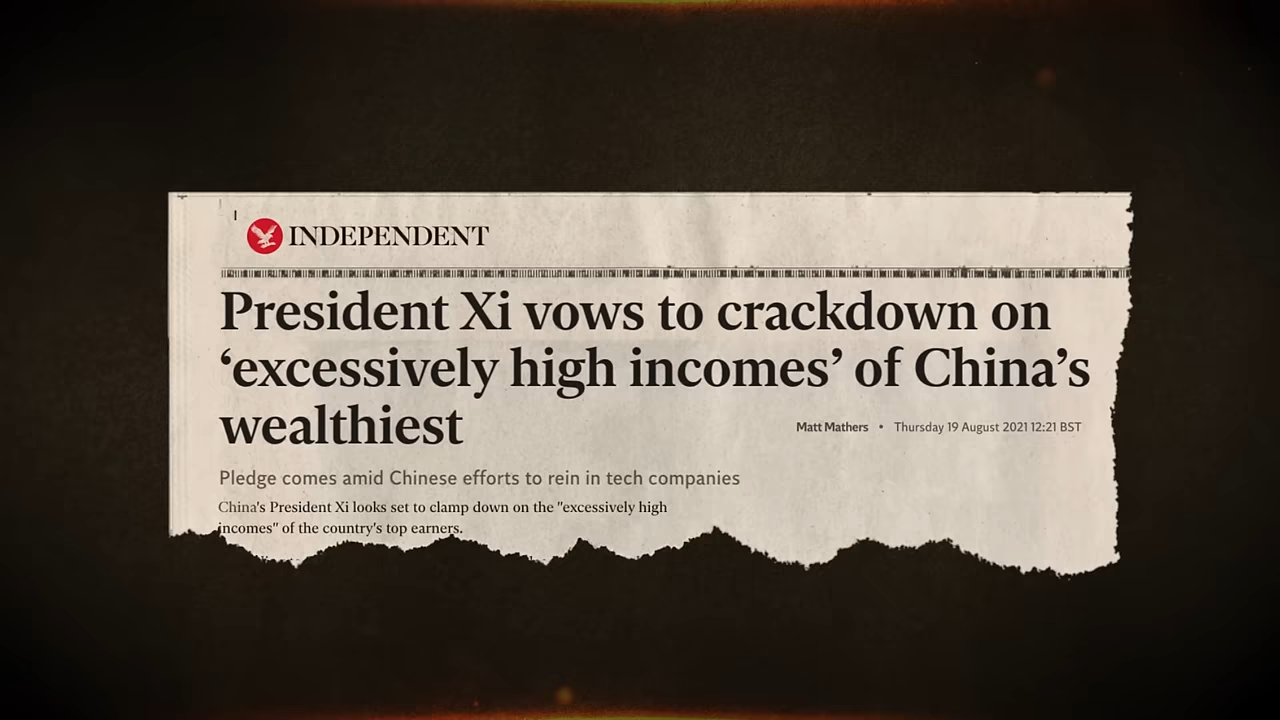 INDEPENDENT
President Xi vows to crackdown on
‘excessively high incomes’ of China’s
wealthiest
Matt Mathers • Thursday 19 August 2021 12:21 BST
Pledge comes amid Chinese efforts to rein in tech companies
China's President Xi looks set to clamp down on the "excessively high
incomes" of the country's top earners.